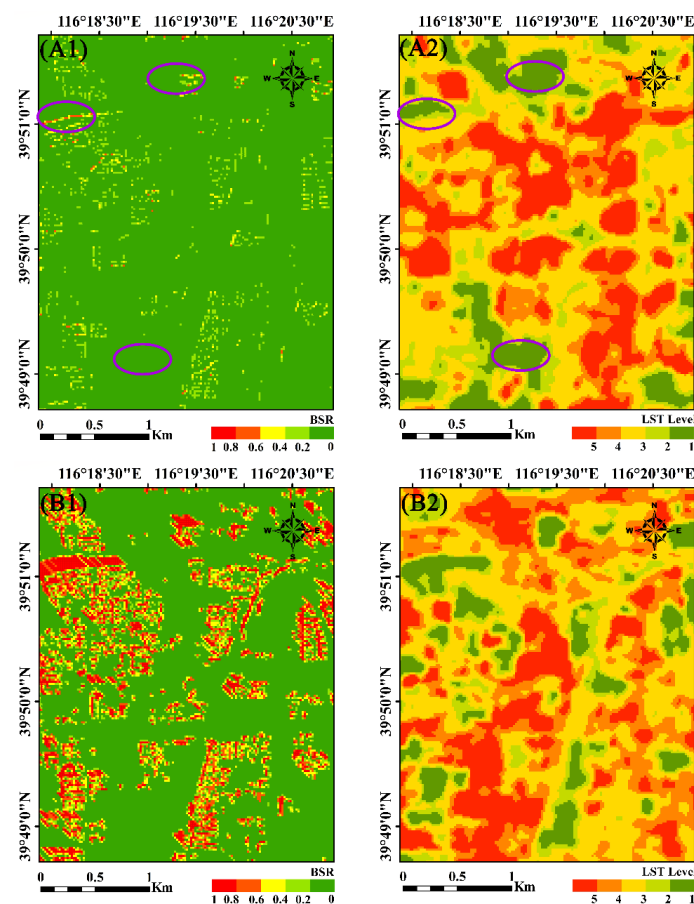 116°18'30"E 116°19'30"E 116°20'30"E
(A1)
N
W E
S
39°51'0"N
39°50'0"N
39°49'0"N
0 0.5 1
Km
BSR
1 0.8 0.6 0.4 0.2 0
116°18'30"E 116°19'30"E 116°20'30"E
(A2)
N
W E
S
39°51'0"N
39°50'0"N
39°49'0"N
0 0.5 1
Km
LST Level
5 4 3 2 1
116°18'30"E 116°19'30"E 116°20'30"E
(B1)
N
W E
S
39°51'0"N
39°50'0"N
39°49'0"N
0 0.5 1
Km
BSR
1 0.8 0.6 0.4 0.2 0
116°18'30"E 116°19'30"E 116°20'30"E
(B2)
N
W E
S
39°51'0"N
39°50'0"N
39°49'0"N
0 0.5 1
Km
LST Level
5 4 3 2 1